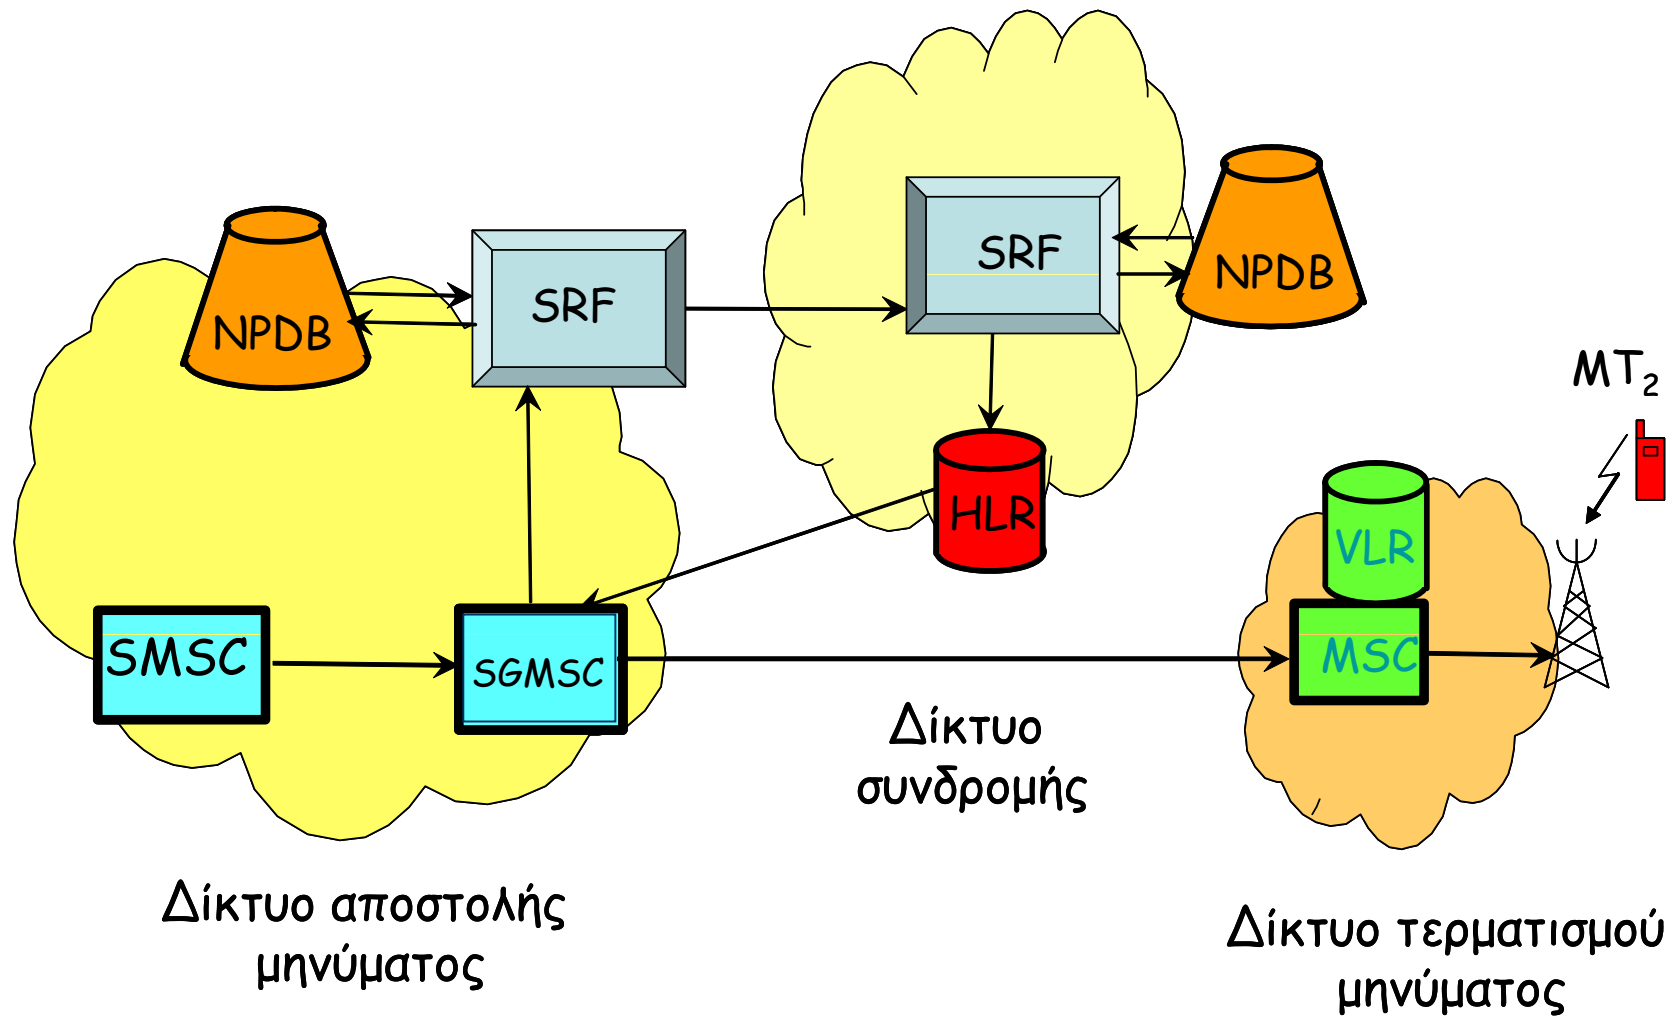 NPDB
SRF
SRF
NPDB
MT2
HLR
VLR
SMSC
SGMSC
MSC
Δίκτυο
συνδρομής
Δίκτυο αποστολής
μηνύματος
Δίκτυο τερματισμού
μηνύματος